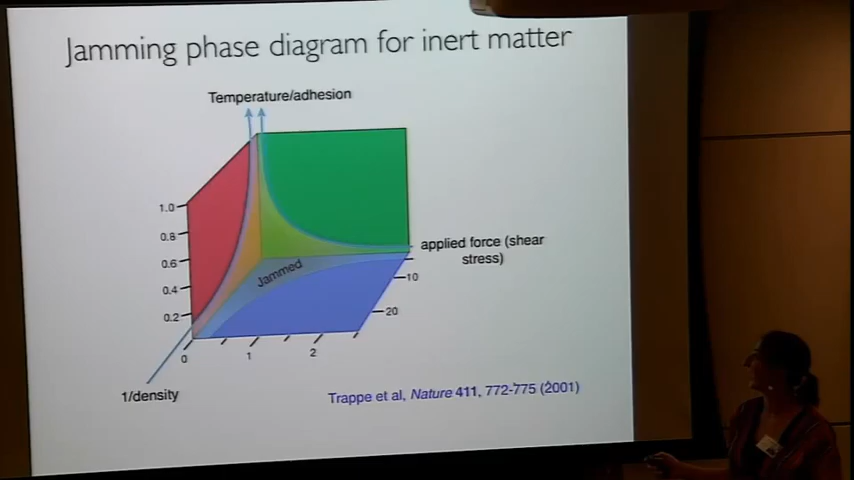 Jamming phase diagram for inert matter
Temperature/adhesion
1.0
0.8
0.6
0.4
0.2
applied force (shear
stress)
10
20
Jammed
0
1
2
1/density
Trappe et al, Nature 411, 772-775 (2001)